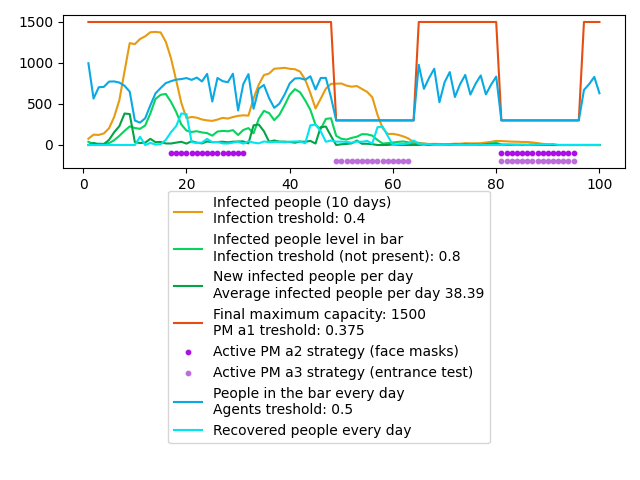 1500
1000
500
0
0 20 40 60 80 100
Infected people (10 days)
Infection treshold: 0.4
Infected people level in bar
Infection treshold (not present): 0.8
New infected people per day
Average infected people per day 38.39
Final maximum capacity: 1500
PM a1 treshold: 0.375
Active PM a2 strategy (face masks)
Active PM a3 strategy (entrance test)
People in the bar every day
Agents treshold: 0.5
Recovered people every day